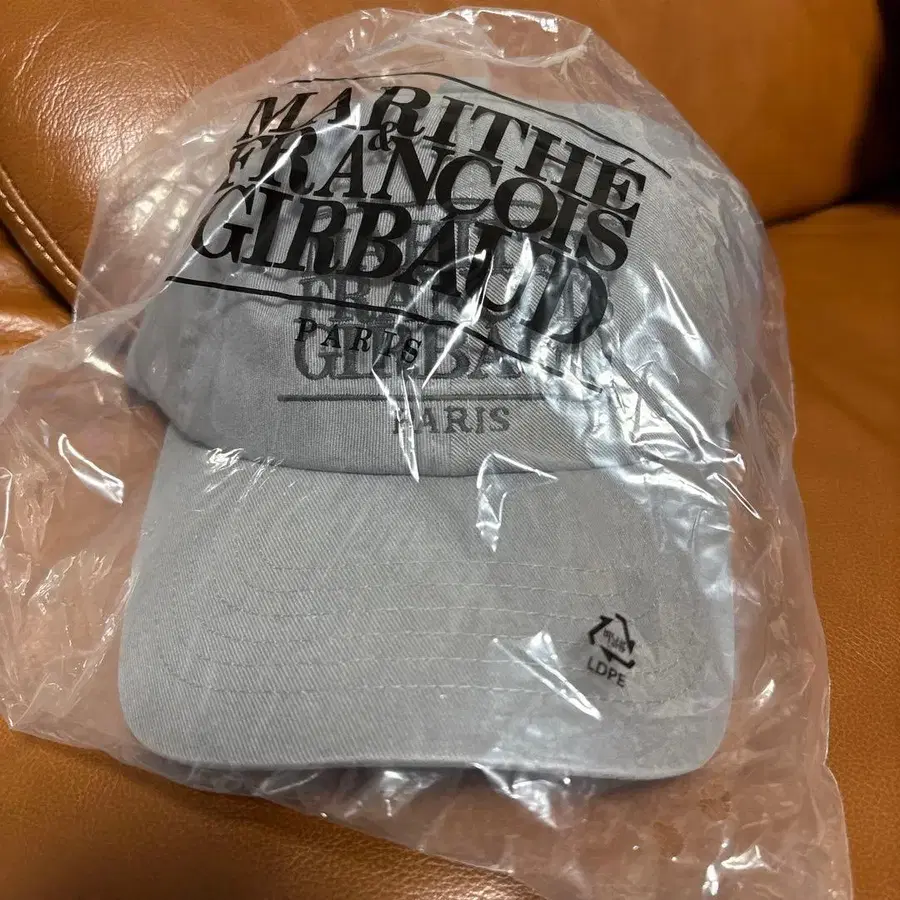 MARITHÉ
&
FRANCOIS
GIRBAUD
PARIS
FRANCOIS
GIRBAUD
PARIS
LDPE